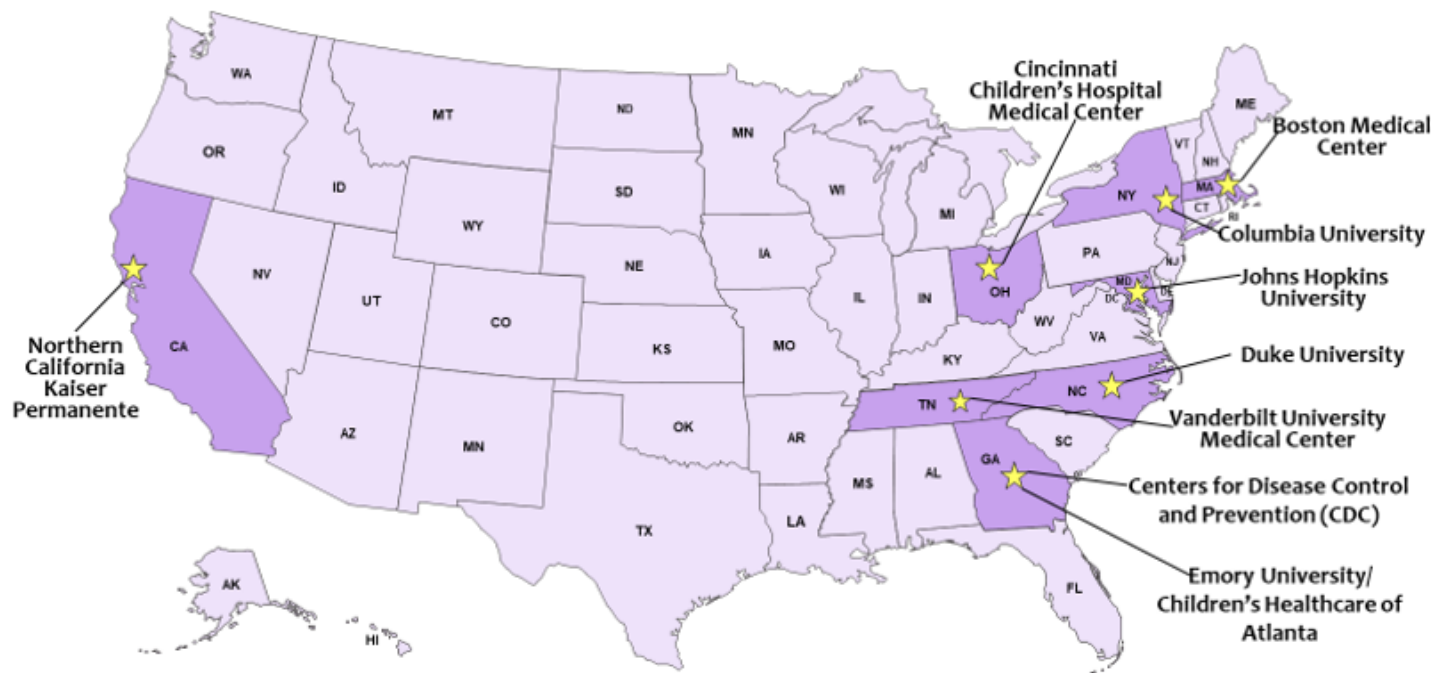 WA
OR
CA
NV
ID
MT
WY
UT
AZ
CO
MN
ND
SD
NE
KS
OK
TX
MN
IA
MO
AR
LA
WI
IL
MI
IN
OH
KY
TN
MS
AL
GA
FL
SC
NC
VA
WV
PA
NY
VT
NH
ME
MA
CT
RI
NJ
DE
MD
DC
AK
HI
Cincinnati
Children's Hospital
Medical Center
Boston Medical
Center
Columbia University
Johns Hopkins
University
Duke University
Vanderbilt University
Medical Center
Centers for Disease Control
and Prevention (CDC)
Emory University/
Children's Healthcare of
Atlanta
Northern
California
Kaiser
Permanente